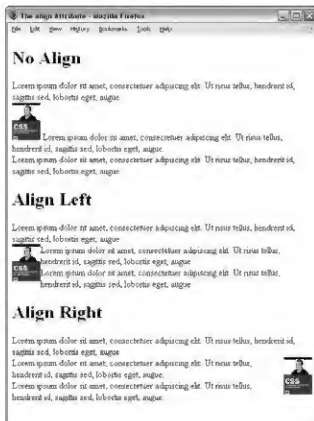 The align Attribute - Mozilla Firefox
File Edit View History Bookmarks Tools Help
No Align
Lorem ipsum dolor sit amet, consectetuer adipiscing elit. Ut risus tellus, hendrerit id,
sagittis sed, lobortis eget, augue.
CSS
Lorem ipsum dolor sit amet, consectetuer adipiscing elit. Ut risus tellus,
hendrerit id, sagittis sed, lobortis eget, augue.
Lorem ipsum dolor sit amet, consectetuer adipiscing elit. Ut risus tellus, hendrerit id,
sagittis sed, lobortis eget, augue.
Align Left
Lorem ipsum dolor sit amet, consectetuer adipiscing elit. Ut risus tellus, hendrerit id,
sagittis sed, lobortis eget, augue.
CSS
Lorem ipsum dolor sit amet, consectetuer adipiscing elit. Ut risus tellus,
hendrerit id, sagittis sed, lobortis eget, augue.
Lorem ipsum dolor sit amet, consectetuer adipiscing elit. Ut risus tellus,
hendrerit id, sagittis sed, lobortis eget, augue.
Align Right
Lorem ipsum dolor sit amet, consectetuer adipiscing elit. Ut risus tellus, hendrerit id,
sagittis sed, lobortis eget, augue.
Lorem ipsum dolor sit amet, consectetuer adipiscing elit. Ut risus tellus,
hendrerit id, sagittis sed, lobortis eget, augue.
Lorem ipsum dolor sit amet, consectetuer adipiscing elit. Ut risus tellus,
hendrerit id, sagittis sed, lobortis eget, augue.
CSS